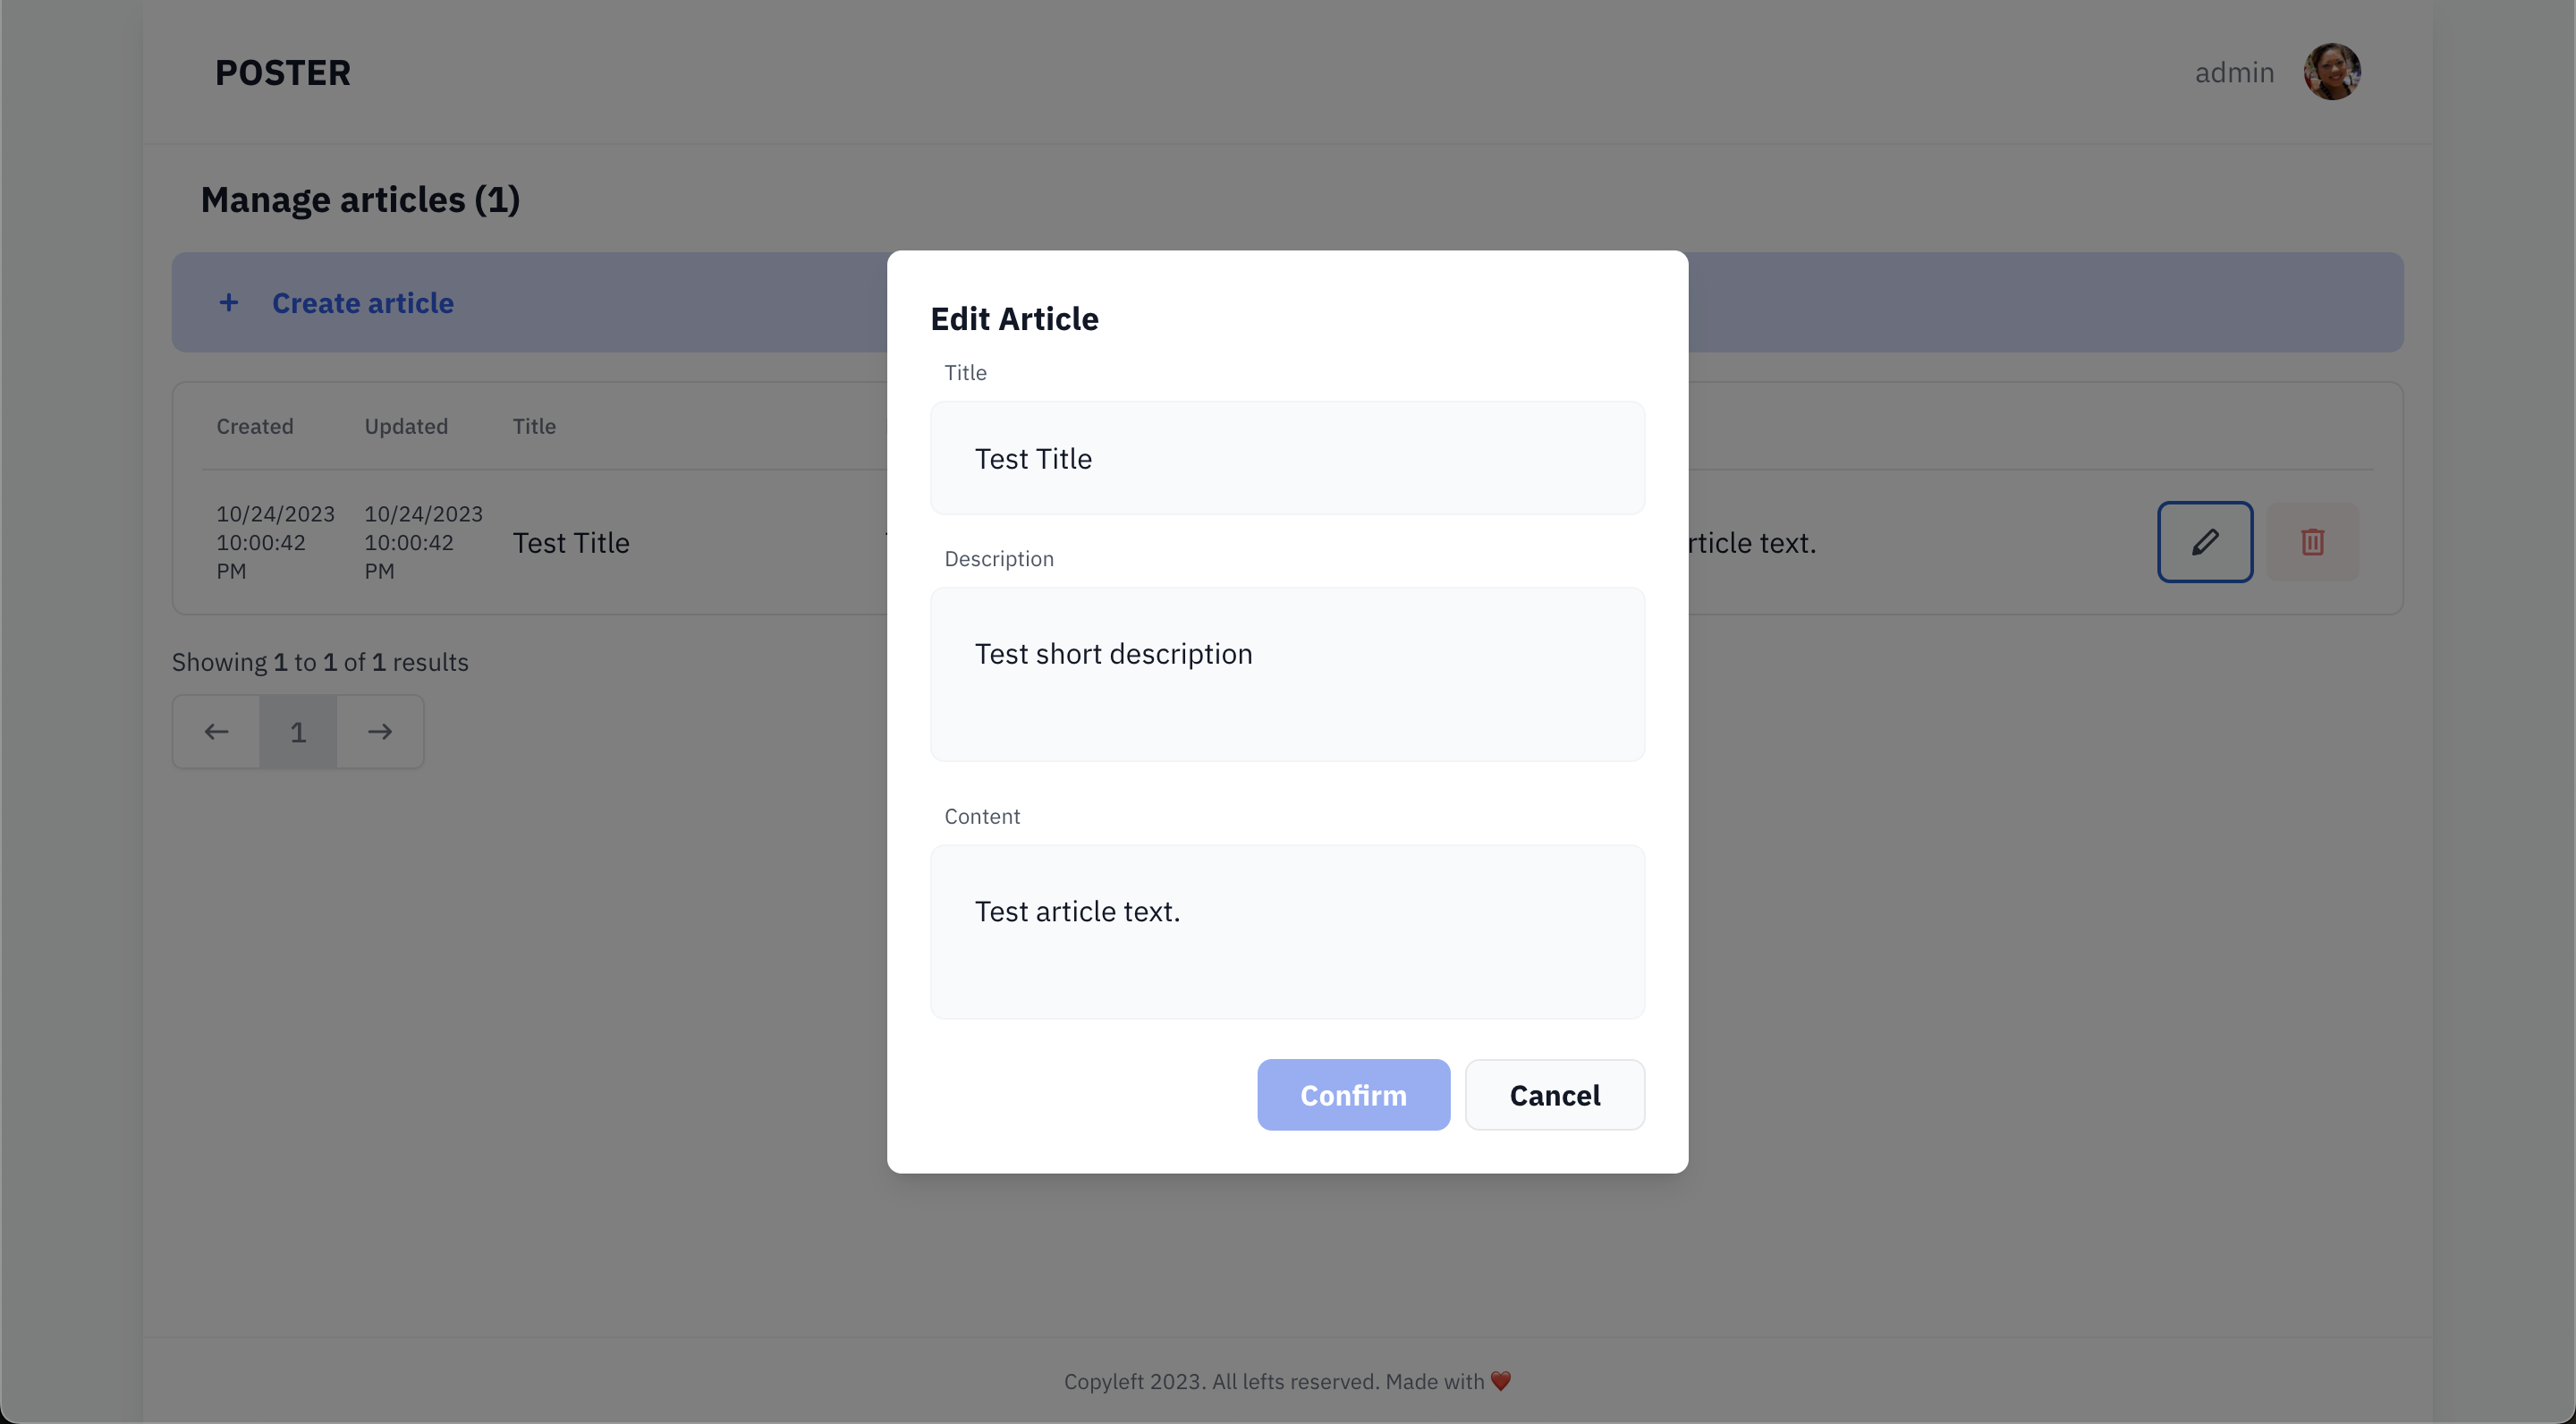 POSTER
admin
Manage articles (1)
+ Create article
Created Updated Title
10/24/2023 10/24/2023
10:00:42 10:00:42
PM PM
Test Title
rticle text.
Showing 1 to 1 of 1 results
← 1 →
Edit Article
Title
Test Title
Description
Test short description
Content
Test article text.
Confirm Cancel
Copyleft 2023. All lefts reserved. Made with ❤️